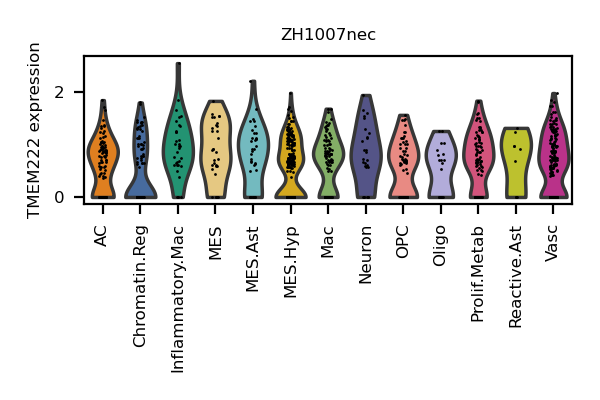 ZH1007nec
TMEM222 expression
2
0
AC
Chromatin.Reg
Inflammatory.Mac
MES
MES.Ast
MES.Hyp
Mac
Neuron
OPC
Oligo
Prolif.Metab
Reactive.Ast
Vasc